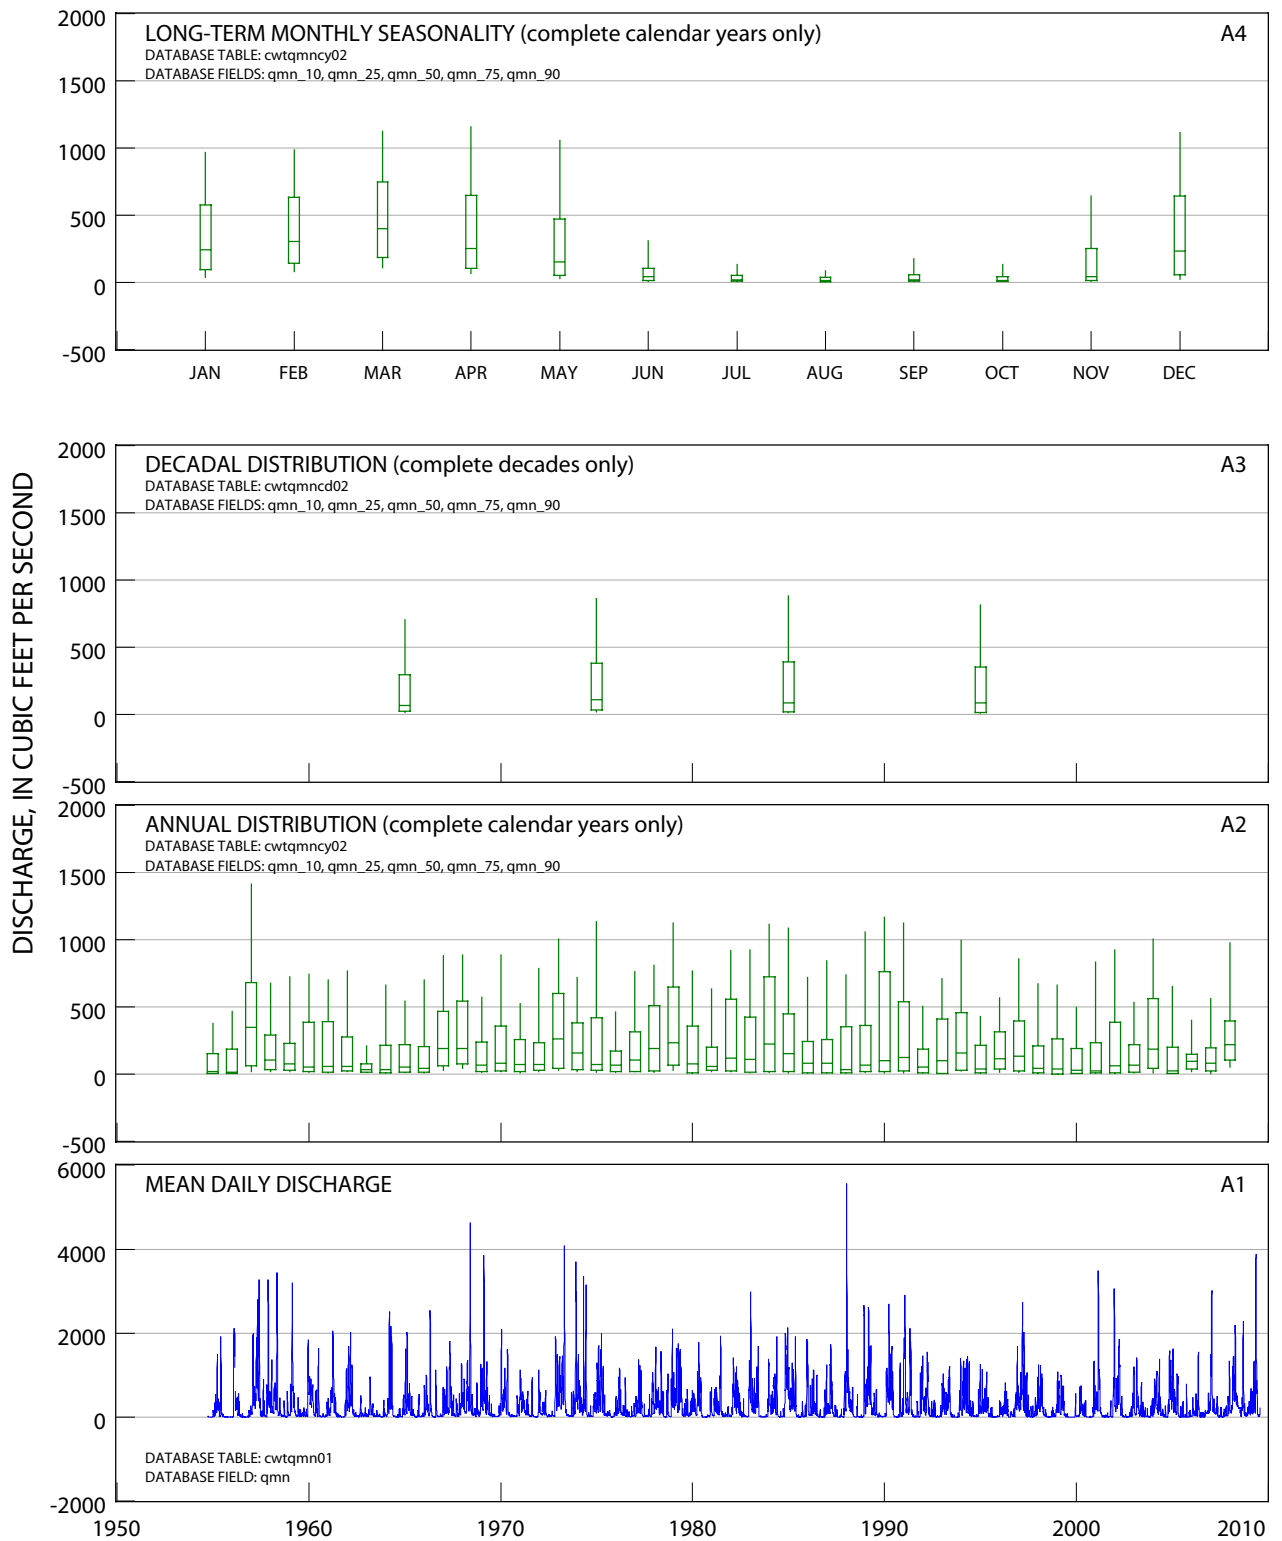 DISCHARGE, IN CUBIC FEET PER SECOND
LONG-TERM MONTHLY SEASONALITY (complete calendar years only)
A4
DATABASE TABLE: cwtqmncy02
DATABASE FIELDS: qmn_10, qmn_25, qmn_50, qmn_75, qmn_90
2000
1500
1000
500
0
-500
JAN FEB MAR APR MAY JUN JUL AUG SEP OCT NOV DEC
DECADAL DISTRIBUTION (complete decades only)
A3
DATABASE TABLE: cwtqmncd02
DATABASE FIELDS: qmn_10, qmn_25, qmn_50, qmn_75, qmn_90
2000
1500
1000
500
0
-500
ANNUAL DISTRIBUTION (complete calendar years only)
A2
DATABASE TABLE: cwtqmncy02
DATABASE FIELDS: qmn_10, qmn_25, qmn_50, qmn_75, qmn_90
2000
1500
1000
500
0
-500
MEAN DAILY DISCHARGE
A1
6000
4000
2000
0
-2000
DATABASE TABLE: cwtqmn01
DATABASE FIELD: qmn
1950 1960 1970 1980 1990 2000 2010